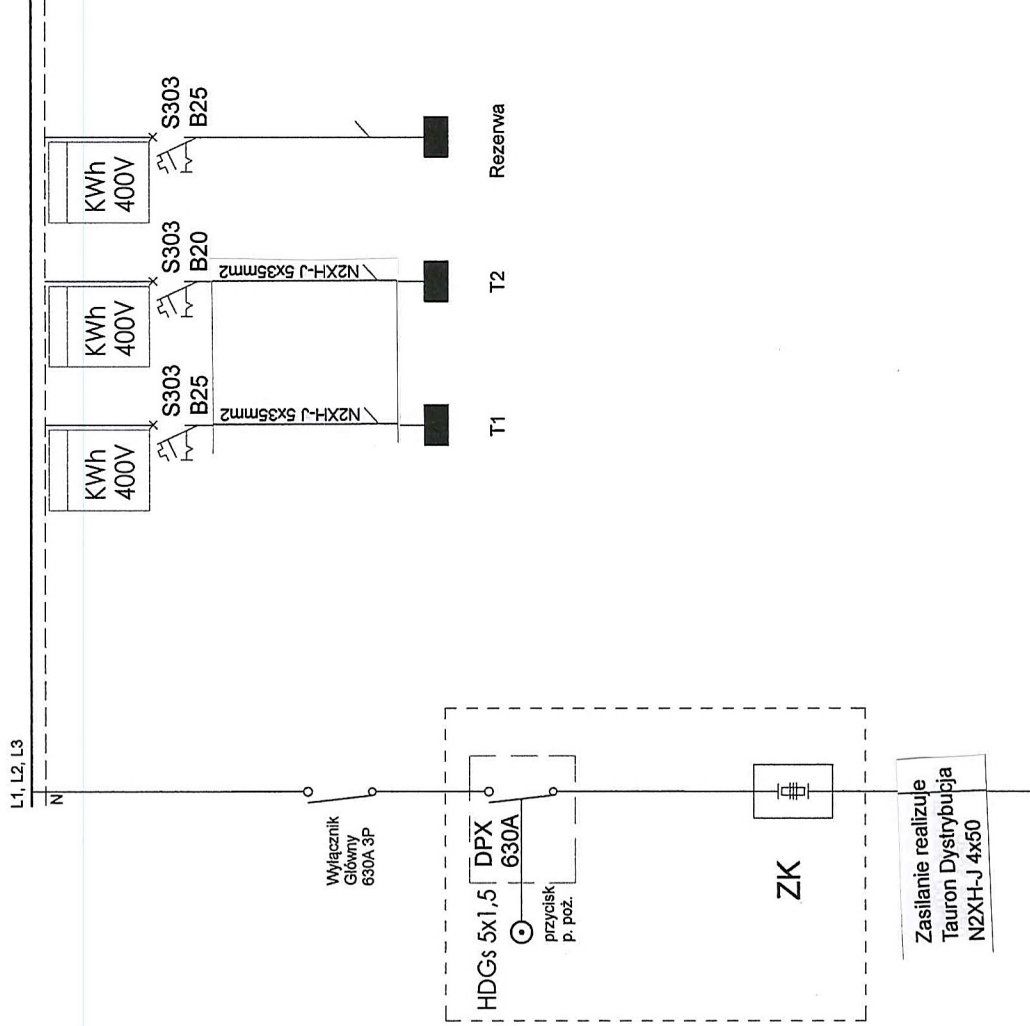 L1, L2, L3
N
KWh
400V
S303
B25
N2XH-J 5x35mm2
T1
KWh
400V
S303
B20
N2XH-J 5x35mm2
T2
KWh
400V
S303
B25
Rezerwa
Wyłącznik
Główny
630A 3P
HDGs 5x1,5
DPX
630A
przycisk
p. poż.
ZK
Zasilanie realizuje
Tauron Dystrybucja
N2XH-J 4x50